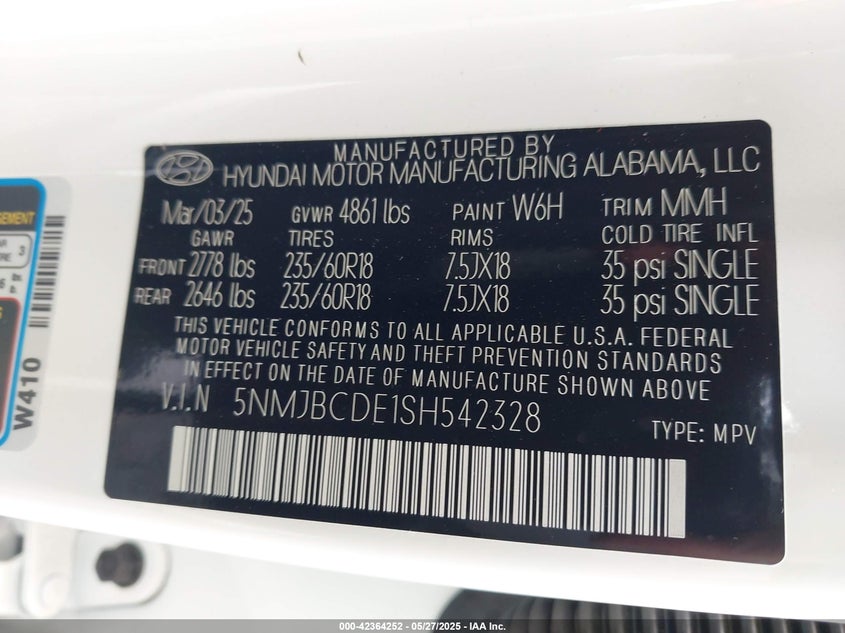 MANUFACTURED BY
HYUNDAI MOTOR MANUFACTURING ALABAMA, LLC
Mar/03/25 GVWR 4861 lbs PAINT W6H TRIM MMH
GAWR TIRES RIMS COLD TIRE INFL
FRONT 2778 lbs 235/60R18 7.5JX18 35 psi SINGLE
REAR 2646 lbs 235/60R18 7.5JX18 35 psi SINGLE
THIS VEHICLE CONFORMS TO ALL APPLICABLE U.S.A. FEDERAL
MOTOR VEHICLE SAFETY AND THEFT PREVENTION STANDARDS
IN EFFECT ON THE DATE OF MANUFACTURE SHOWN ABOVE
V.I.N 5NMJBCDE1SH542328
TYPE: MPV
W410
3
000-42364252 — 05/27/2025 — IAA Inc.